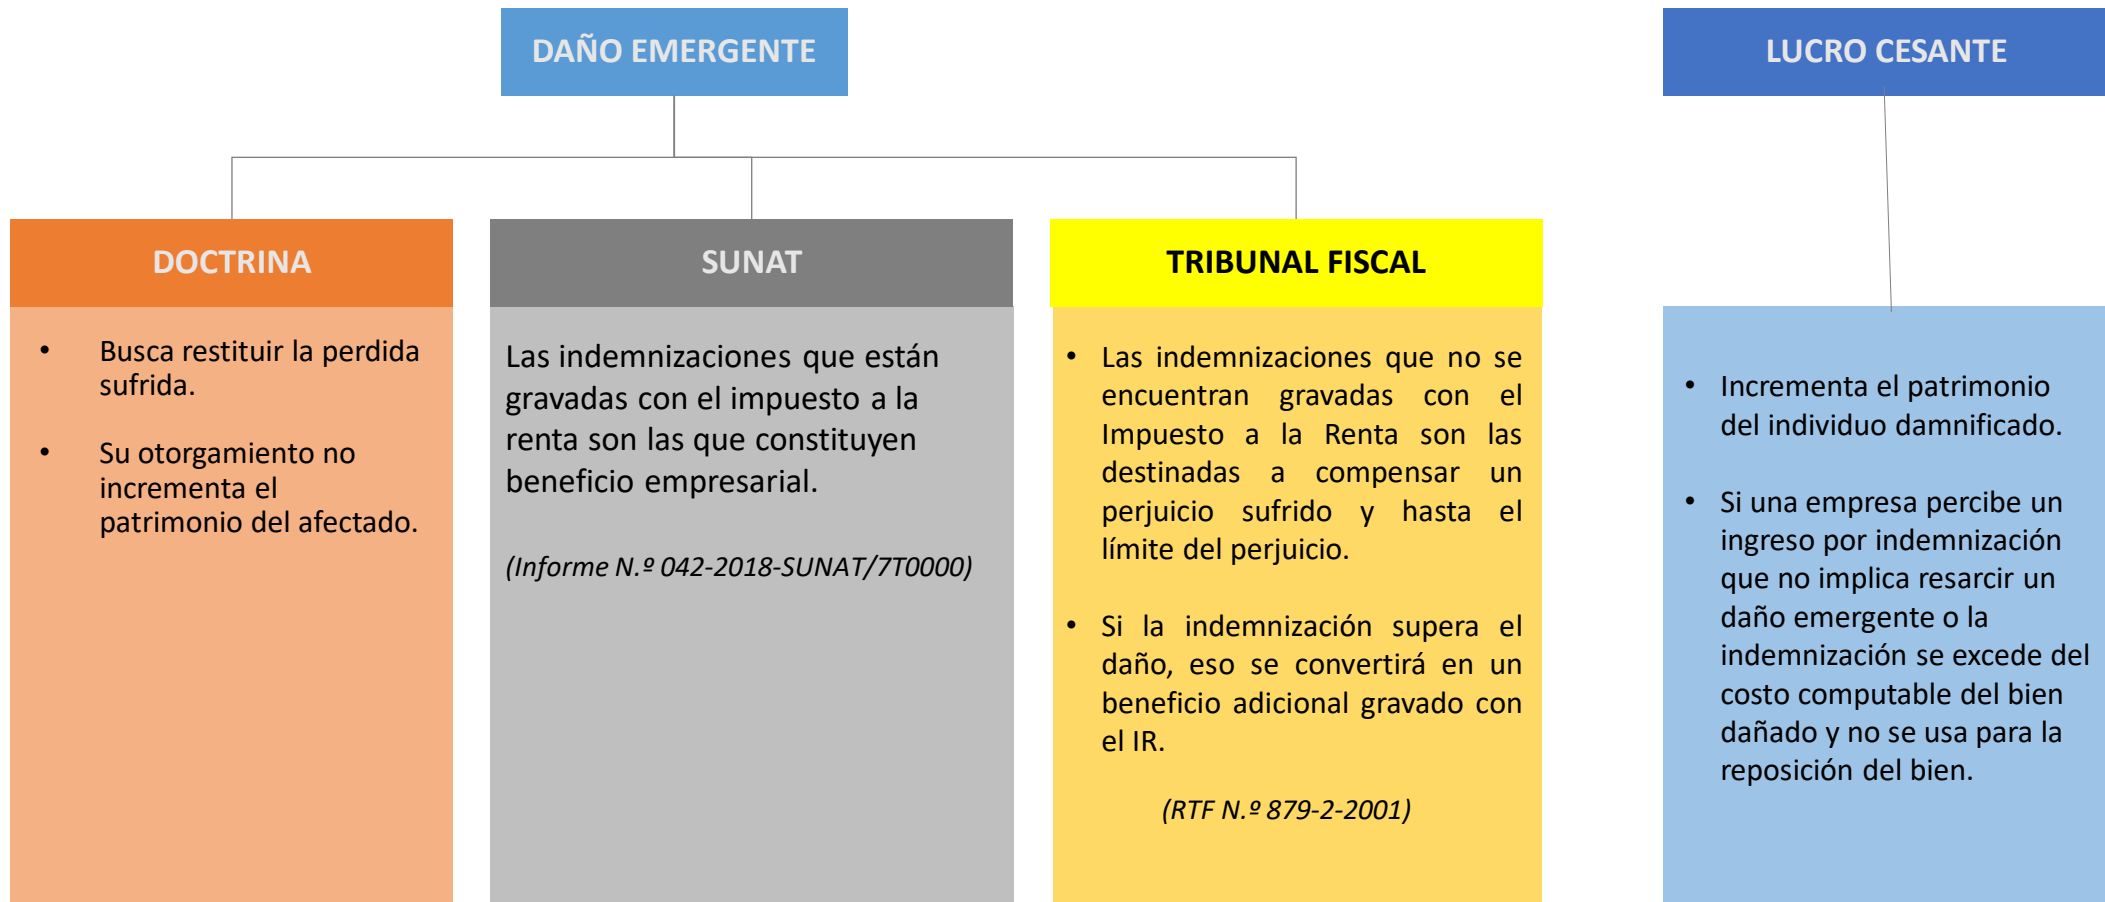 DAÑO EMERGENTE
LUCRO CESANTE
DOCTRINA
• Busca restituir la perdida
sufrida.
• Su otorgamiento no
incrementa el
patrimonio del afectado.
SUNAT
Las indemnizaciones que están
gravadas con el impuesto a la
renta son las que constituyen
beneficio empresarial.
(Informe N.º 042-2018-SUNAT/7T0000)
TRIBUNAL FISCAL
• Las indemnizaciones que no se
encuentran gravadas con el
Impuesto a la Renta son las
destinadas a compensar un
perjuicio sufrido y hasta el
límite del perjuicio.
• Si la indemnización supera el
daño, eso se convertirá en un
beneficio adicional gravado con
el IR.
(RTF N.º 879-2-2001)
• Incrementa el patrimonio
del individuo damnificado.
• Si una empresa percibe un
ingreso por indemnización
que no implica resarcir un
daño emergente o la
indemnización se excede del
costo computable del bien
dañado y no se usa para la
reposición del bien.